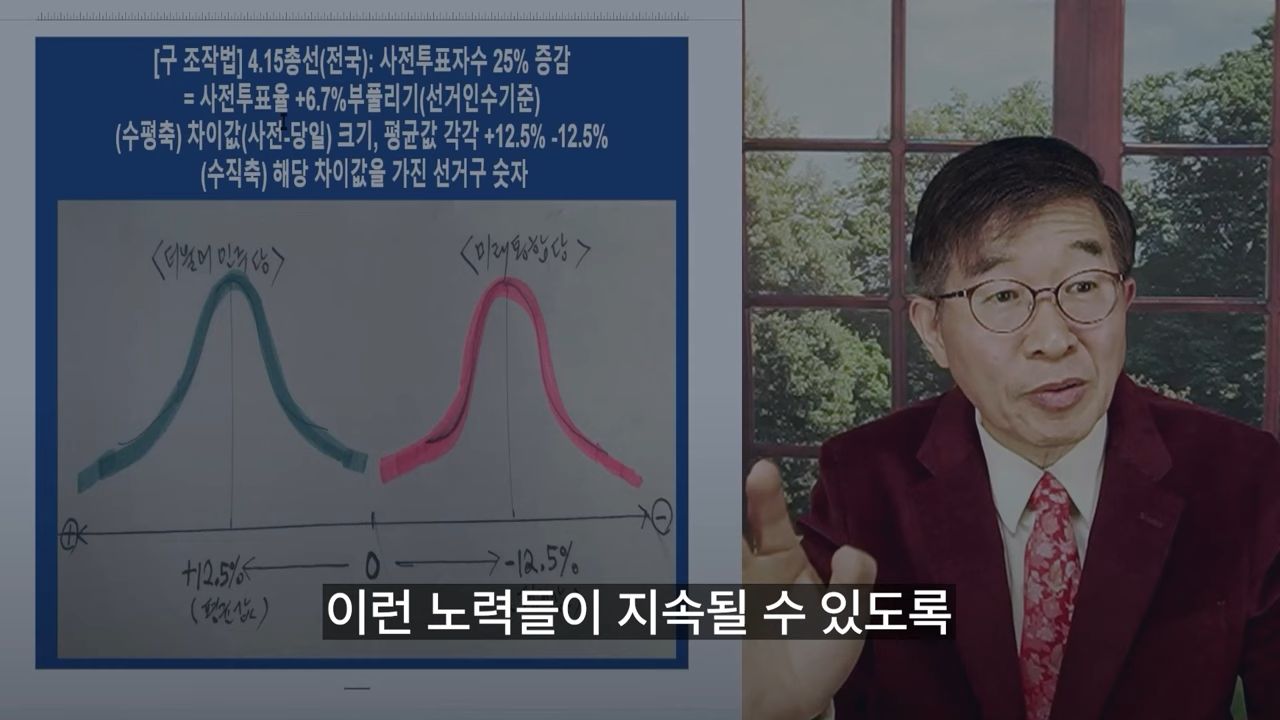 [구 조작법] 4.15총선(전국): 사전투표자수 25% 증감
= 사전투표율 +6.7%부풀리기(선거인수기준)
(수평축) 차이값(사전-당일) 크기, 평균값 각각 +12.5% -12.5%
(수직축) 해당 차이값을 가진 선거구 숫자
<더불어민주당> <미래통합당>
+ -
+12.5% 0 -12.5%
(평균값)
이런 노력들이 지속될 수 있도록